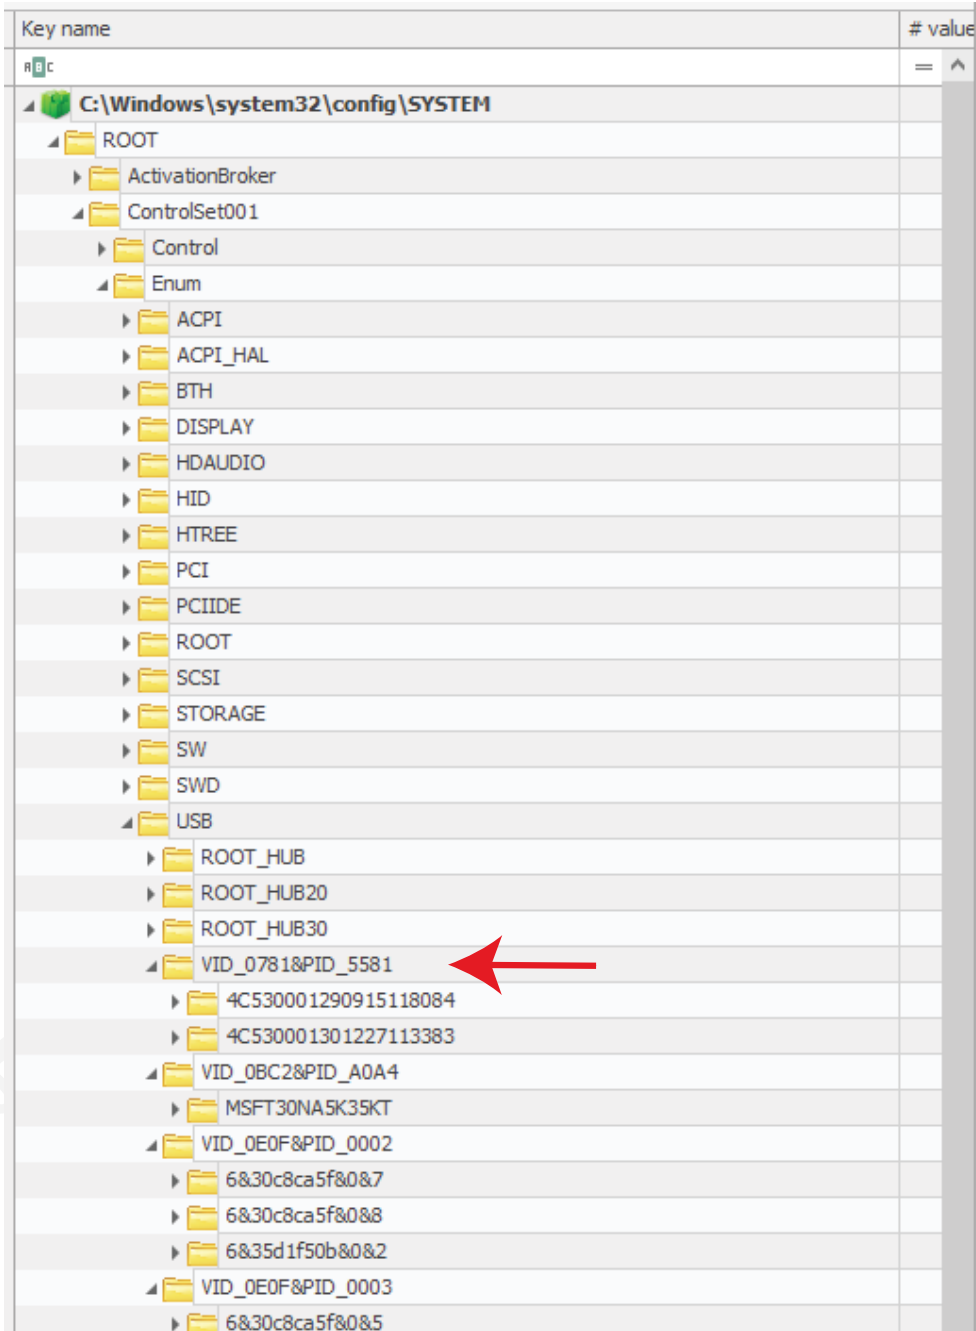 Key name # value
ABC =
C:\Windows\system32\config\SYSTEM
ROOT
ActivationBroker
ControlSet001
Control
Enum
ACPI
ACPI_HAL
BTH
DISPLAY
HDAUDIO
HID
HTREE
PCI
PCIIDE
ROOT
SCSI
STORAGE
SW
SWD
USB
ROOT_HUB
ROOT_HUB20
ROOT_HUB30
VID_0781&PID_5581
4C530001290915118084
4C530001301227113383
VID_0BC2&PID_A0A4
MSFT30NA5K35KT
VID_0E0F&PID_0002
6&30c8ca5f&0&7
6&30c8ca5f&0&8
6&35d1f50b&0&2
VID_0E0F&PID_0003
6&30c8ca5f&0&5